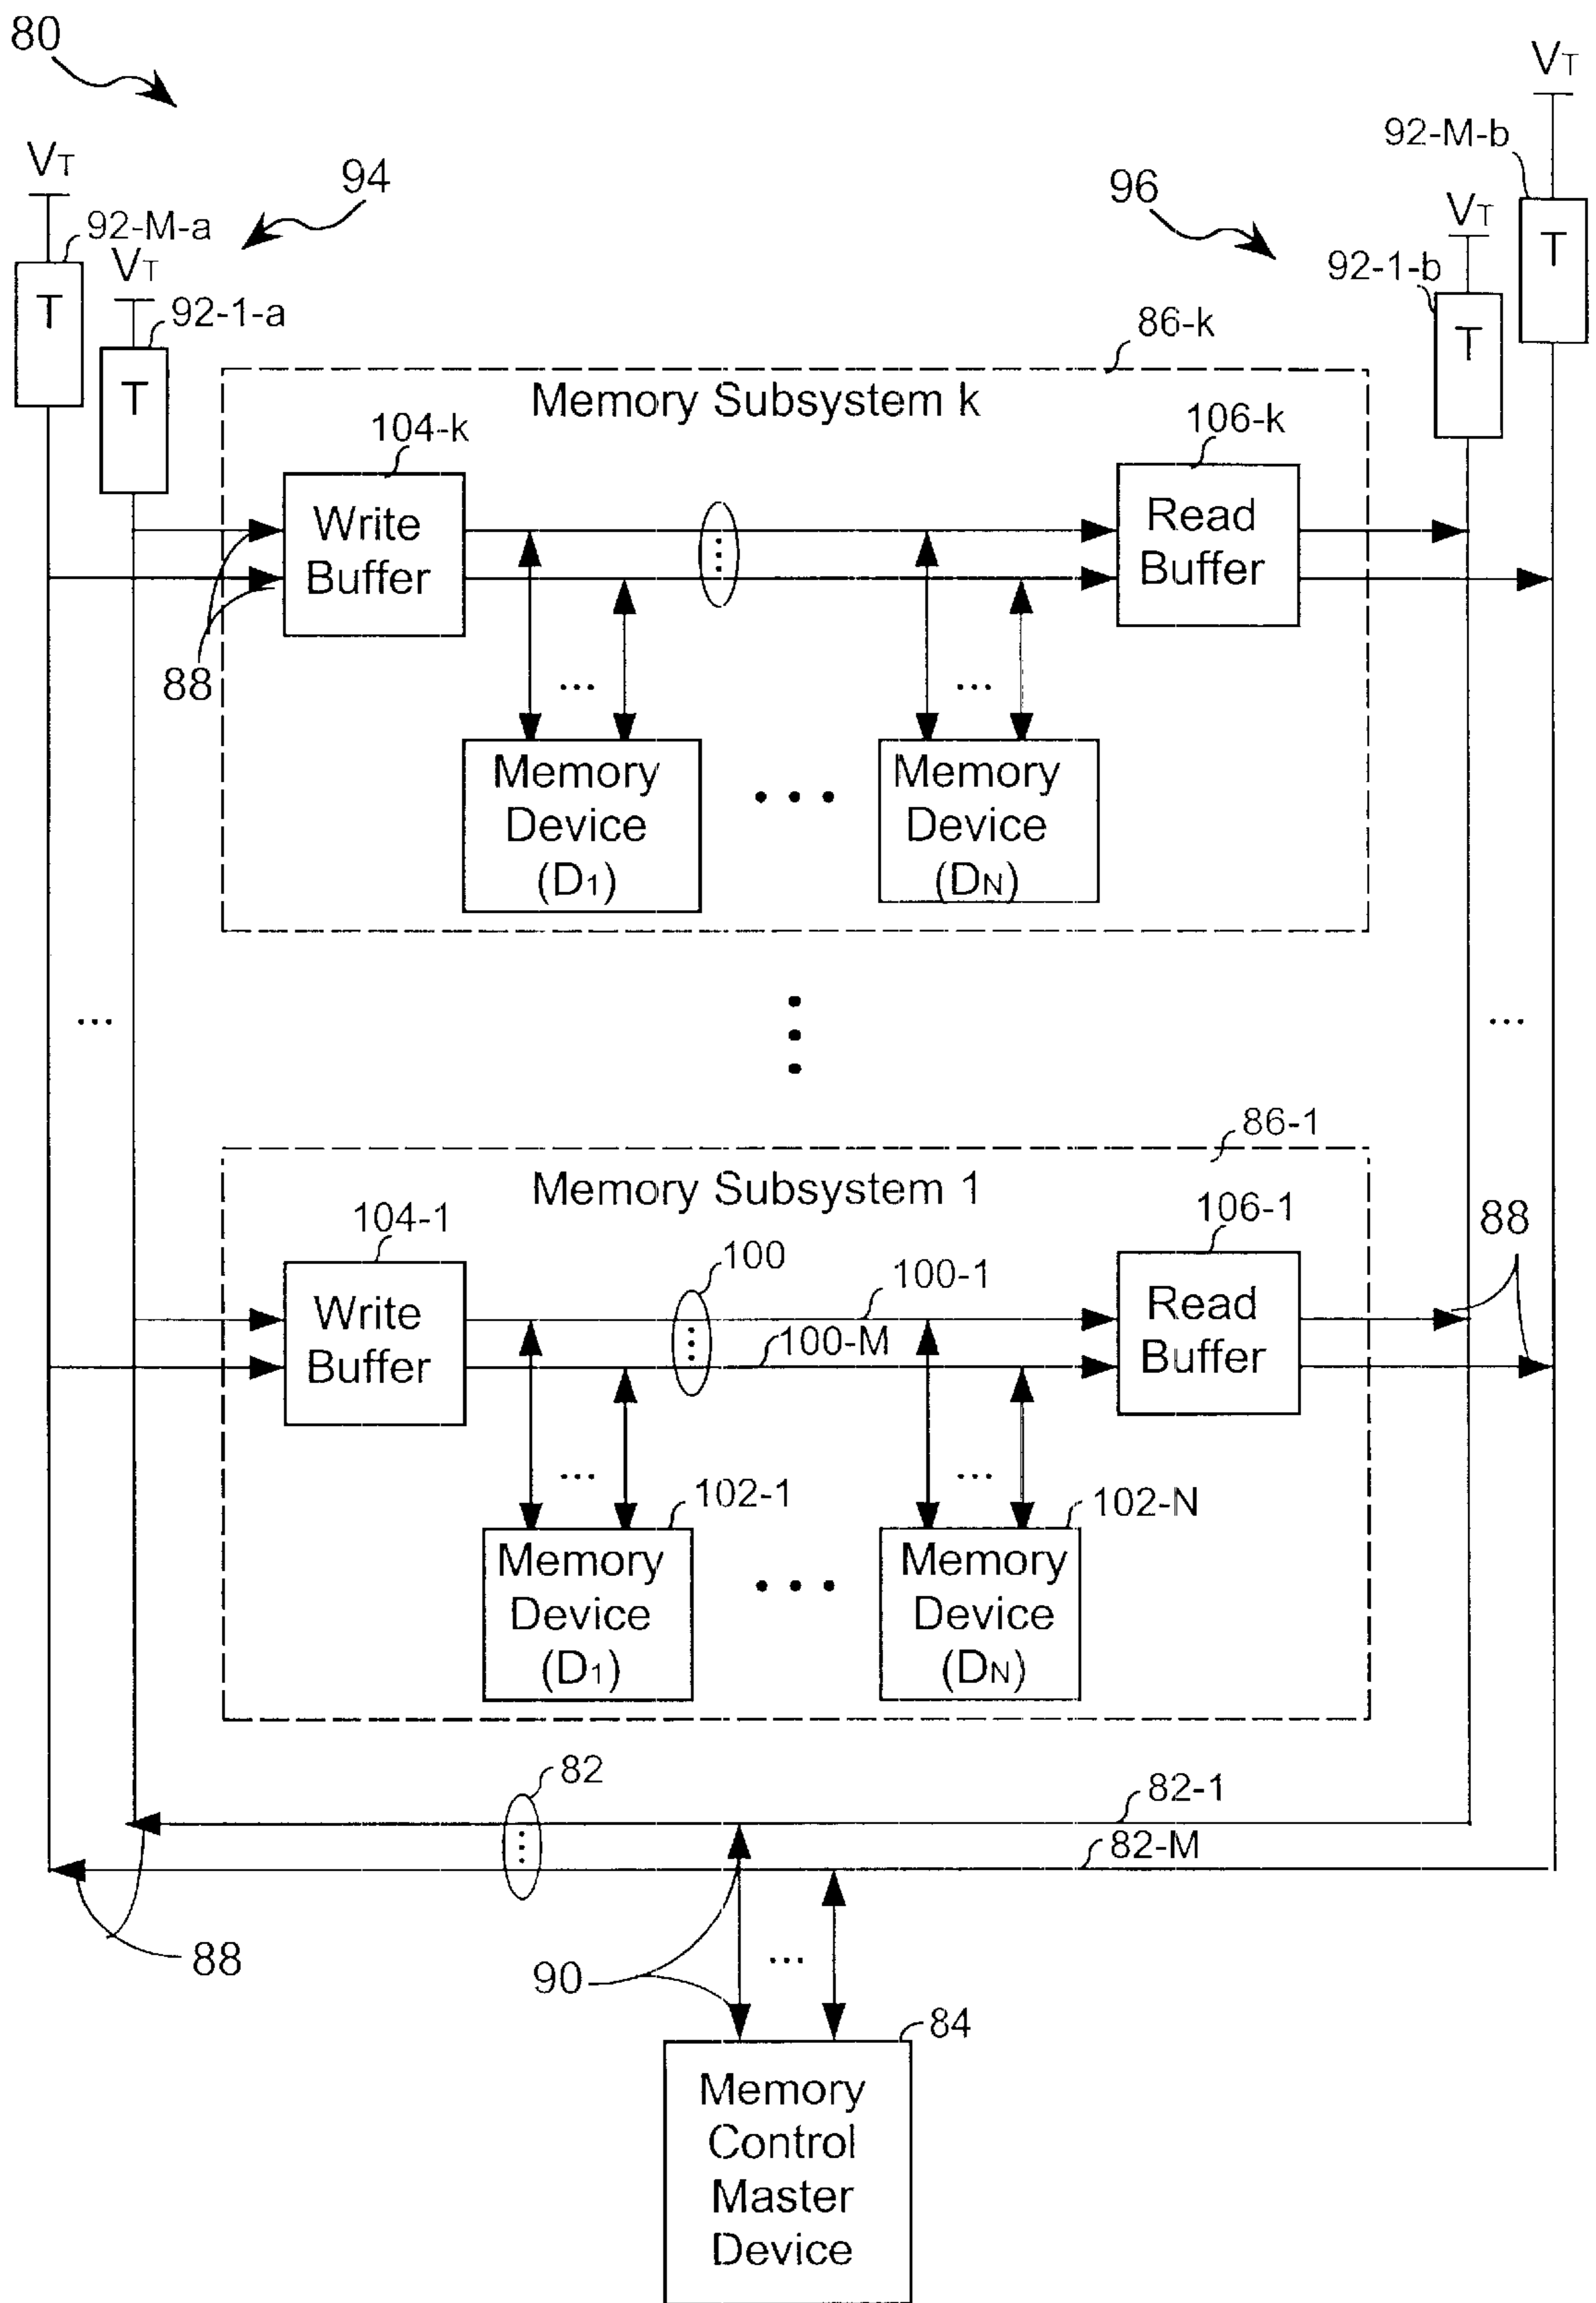 80
VT
VT
92-M-b
94
96
92-M-a
VT
VT
92-1-b
T
T
92-1-a
T
T
86-k
Memory Subsystem k
104-k
106-k
Write
Buffer
Read
Buffer
...
88
...
...
Memory
Device
(D1)
• • •
Memory
Device
(DN)
...
...
86-1
Memory Subsystem 1
104-1
106-1
88
100
100-1
Write
Buffer
Read
Buffer
...
100-M
...
...
102-1
102-N
Memory
Device
(D1)
• • •
Memory
Device
(DN)
82
82-1
...
82-M
88
90
...
84
Memory
Control
Master
Device